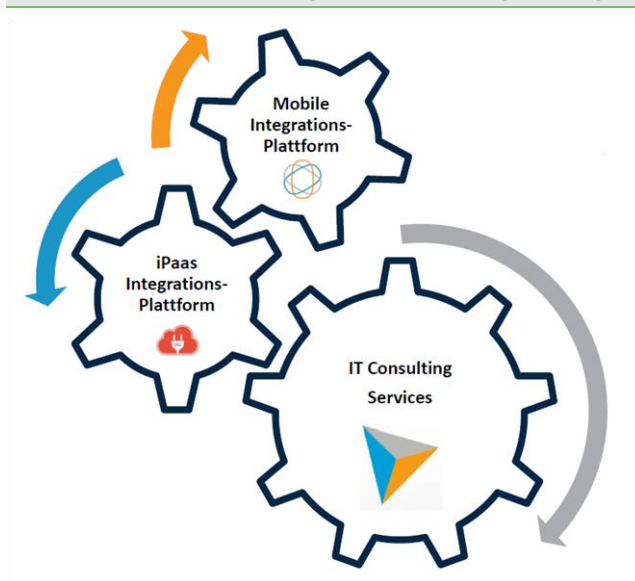 Mobile
Integrations-
Plattform
iPaas
Integrations-
Plattform
IT Consulting
Services